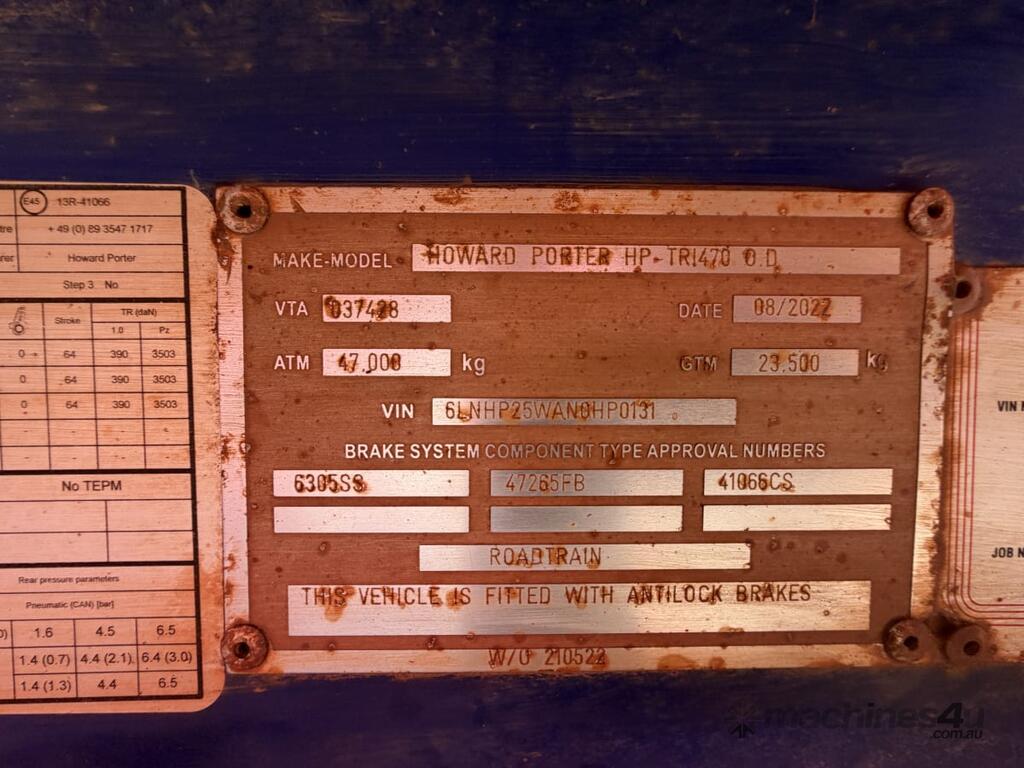 E45 13R-41066
tre + 49 (0) 89 3547 1717
rer Howard Porter
Step 3 No
Stroke TR (daN)
1.0 Pz
0 64 390 3503
0 64 390 3503
0 64 390 3503
No TEPM
Rear pressure parameters
Pneumatic (CAN) [bar]
0) 1.6 4.5 6.5
1.4 (0.7) 4.4 (2.1) 6.4 (3.0)
1.4 (1.3) 4.4 6.5
MAKE-MODEL HOWARD PORTER HP-TRI470 O.D
VTA 037428 DATE 08/2022
ATM 47,000 kg GTM 23,500 kg
VIN 6LNHP25WAN0HP0131
BRAKE SYSTEM COMPONENT TYPE APPROVAL NUMBERS
6305SS 47265FB 41066CS
ROADTRAIN
THIS VEHICLE IS FITTED WITH ANTILOCK BRAKES
W/O 210522
VIN
JOB N
machines4u
.com.au